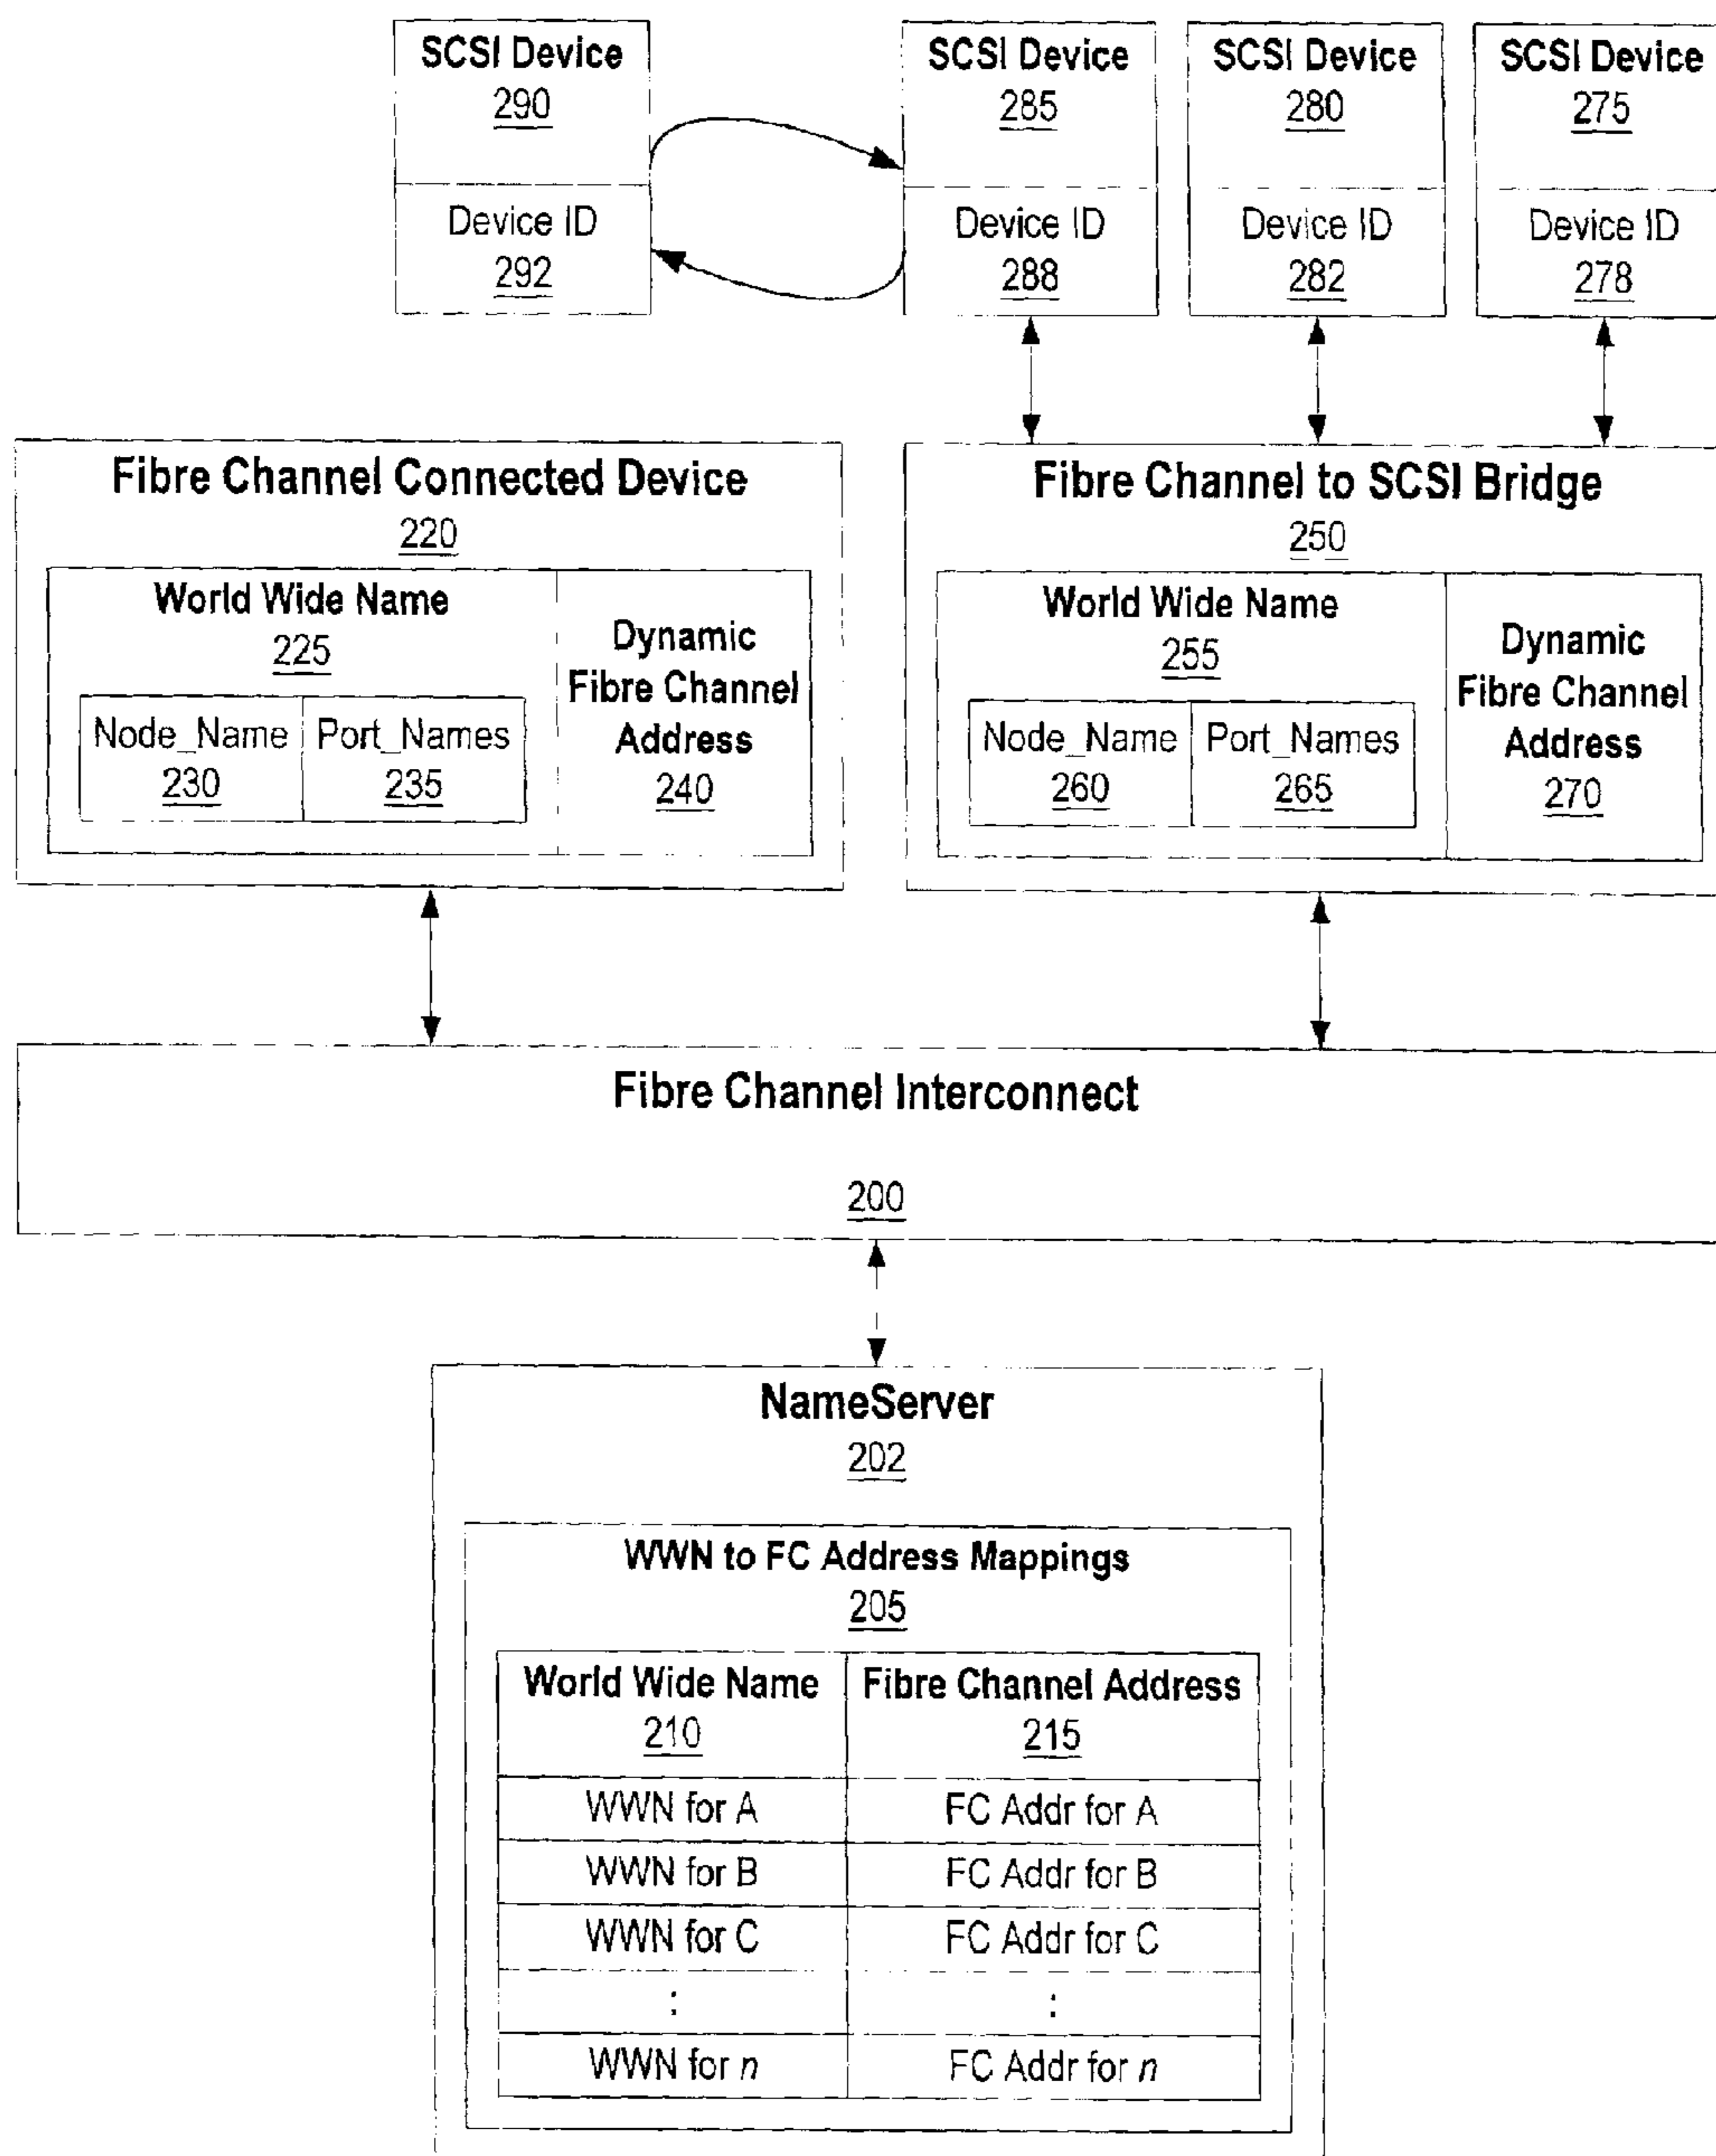 SCSI Device
290
Device ID
292
SCSI Device
285
Device ID
288
SCSI Device
280
Device ID
282
SCSI Device
275
Device ID
278
Fibre Channel Connected Device
220
World Wide Name
225
Node_Name
230
Port_Names
235
Dynamic
Fibre Channel
Address
240
Fibre Channel to SCSI Bridge
250
World Wide Name
255
Node_Name
260
Port_Names
265
Dynamic
Fibre Channel
Address
270
Fibre Channel Interconnect
200
NameServer
202
WWN to FC Address Mappings
205
World Wide Name
210
Fibre Channel Address
215
WWN for A
FC Addr for A
WWN for B
FC Addr for B
WWN for C
FC Addr for C
:
:
WWN for n
FC Addr for n